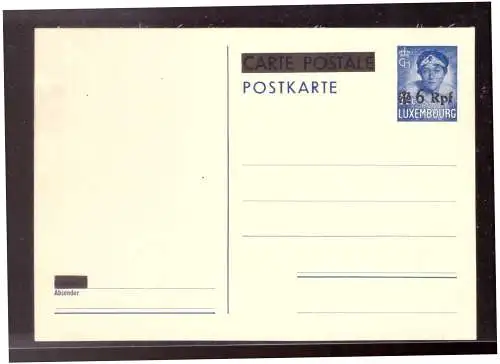 CARTE POSTALE
POSTKARTE
6 Rpf
LUXEMBOURG
Absender